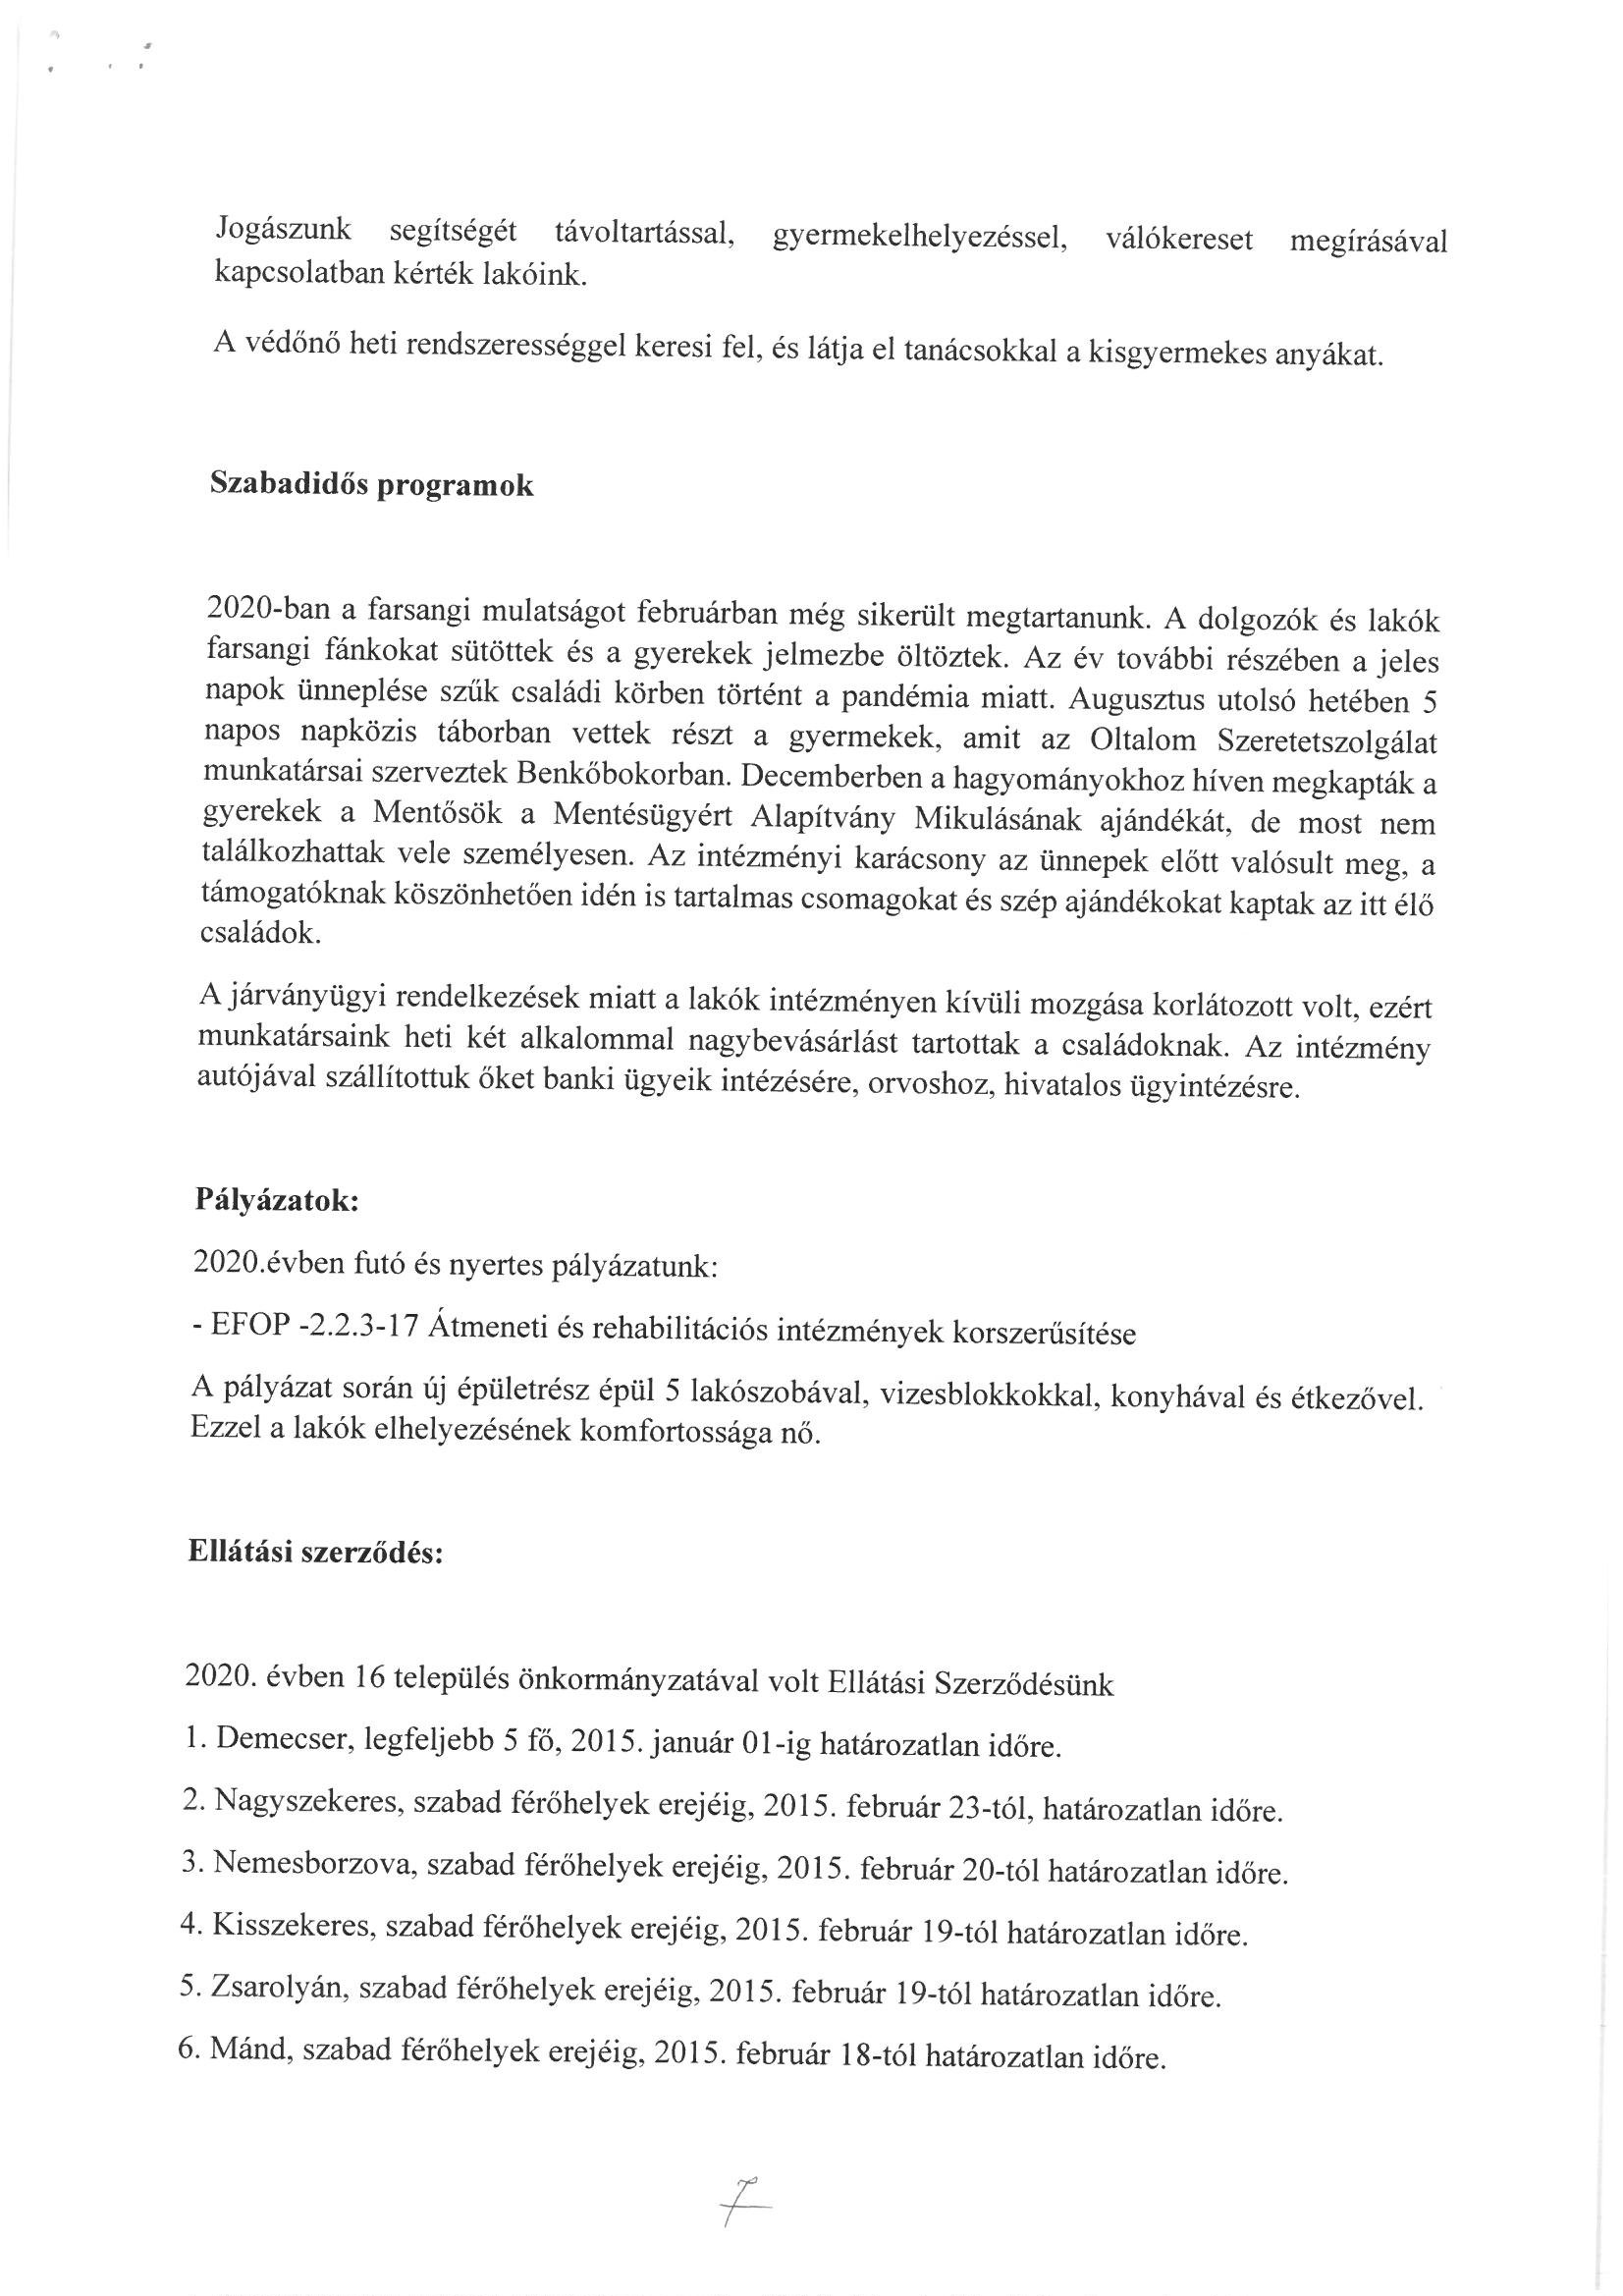 Jogászunk segítségét távoltartással, gyermekelhelyezéssel, válókereset megírásával
kapcsolatban kérték lakóink.
A védőnő heti rendszerességgel keresi fel, és látja el tanácsokkal a kisgyermekes anyákat.
Szabadidős programok
2020-ban a farsangi mulatságot februárban még sikerült megtartanunk. A dolgozók és lakók
farsangi fánkokat sütöttek és a gyerekek jelmezbe öltöztek. Az év további részében a jeles
napok ünneplése szűk családi körben történt a pandémia miatt. Augusztus utolsó hetében 5
napos napközis táborban vettek részt a gyermekek, amit az Oltalom Szeretetszolgálat
munkatársai szerveztek Benkőbokorban. Decemberben a hagyományokhoz híven megkapták a
gyerekek a Mentősök a Mentésügyért Alapítvány Mikulásának ajándékát, de most nem
találkozhattak vele személyesen. Az intézményi karácsony az ünnepek előtt valósult meg, a
támogatóknak köszönhetően idén is tartalmas csomagokat és szép ajándékokat kaptak az itt élő
családok.
A járványügyi rendelkezések miatt a lakók intézményen kívüli mozgása korlátozott volt, ezért
munkatársaink heti két alkalommal nagybevásárlást tartottak a családoknak. Az intézmény
autójával szállítottuk őket banki ügyeik intézésére, orvoshoz, hivatalos ügyintézésre.
Pályázatok:
2020.évben futó és nyertes pályázatunk:
- EFOP -2.2.3-17 Átmeneti és rehabilitációs intézmények korszerűsítése
A pályázat során új épületrész épül 5 lakószobával, vizesblokkokkal, konyhával és étkezővel.
Ezzel a lakók elhelyezésének komfortossága nő.
Ellátási szerződés:
2020. évben 16 település önkormányzatával volt Ellátási Szerződésünk
1. Demecser, legfeljebb 5 fő, 2015. január 01-ig határozatlan időre.
2. Nagyszekeres, szabad férőhelyek erejéig, 2015. február 23-tól, határozatlan időre.
3. Nemesborzova, szabad férőhelyek erejéig, 2015. február 20-tól határozatlan időre.
4. Kisszekeres, szabad férőhelyek erejéig, 2015. február 19-tól határozatlan időre.
5. Zsarolyán, szabad férőhelyek erejéig, 2015. február 19-tól határozatlan időre.
6. Mánd, szabad férőhelyek erejéig, 2015. február 18-tól határozatlan időre.
7